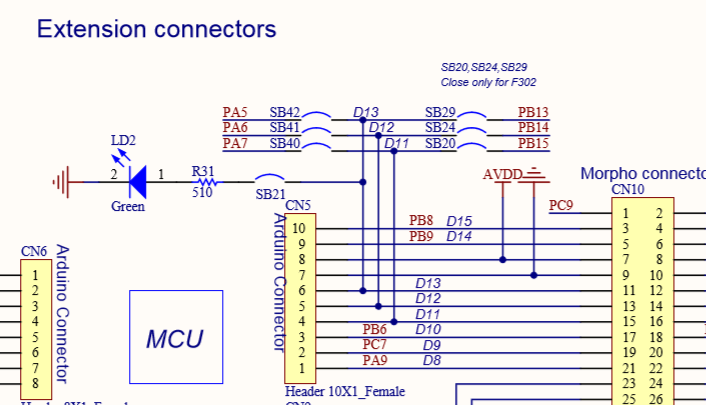 Extension connectors
SB20,SB24,SB29
Close only for F302
PA5 SB42 D13 SB29 PB13
PA6 SB41 D12 SB24 PB14
PA7 SB40 D11 SB20 PB15
LD2
2 1 R31
510
Green
SB21
AVDD
Morpho connecto
CN10
PC9
CN5
Arduino Connector
10 PB8 D15
9 PB9 D14
8
7
6 D13
5 D12
4 D11
3 PB6 D10
2 PC7 D9
1 PA9 D8
Header 10X1_Female
1 2
3 4
5 6
7 8
9 10
11 12
13 14
15 16
17 18
19 20
21 22
23 24
25 26
CN6
Arduino Connector
1
2
3
4
5
6
7
8
MCU